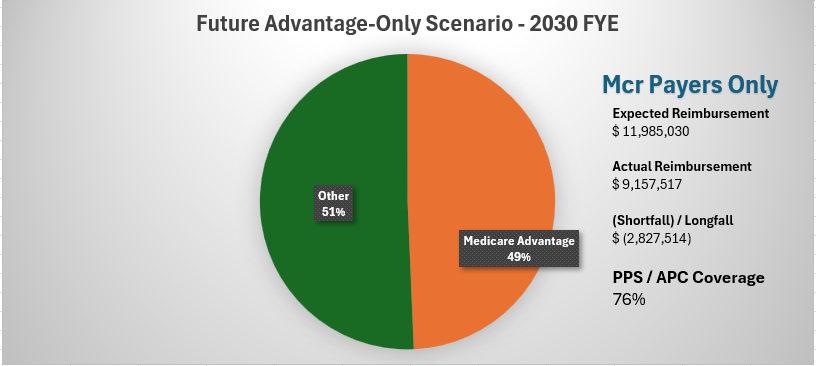 Future Advantage-Only Scenario - 2030 FYE
Other
51%
Medicare Advantage
49%
Mcr Payers Only
Expected Reimbursement
$ 11,985,030
Actual Reimbursement
$ 9,157,517
(Shortfall) / Longfall
$ (2,827,514)
PPS / APC Coverage
76%